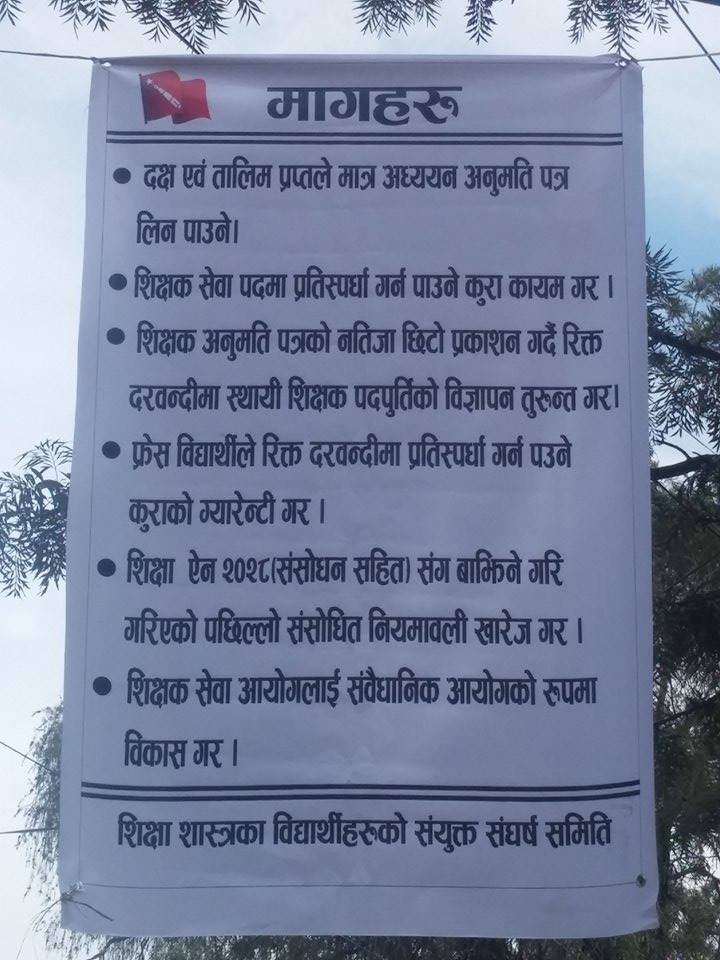 मागहरू
• दक्ष एवं तालिम प्रप्तले मात्र अध्ययन अनुमति पत्र
लिन पाउने।
• शिक्षक सेवा पदमा प्रतिस्पर्धा गर्न पाउने कुरा कायम गर ।
• शिक्षक अनुमति पत्रको नतिजा छिटो प्रकाशन गर्दै रिक्त
दरवन्दीमा स्थायी शिक्षक पदपुर्तिको विज्ञापन तुरुन्त गर।
• फ्रेस विद्यार्थीले रिक्त दरवन्दीमा प्रतिस्पर्धा गर्न पउने
कुराको ग्यारेन्टी गर ।
• शिक्षा ऐन २०२८(संसोधन सहित) संग बाझिने गरि
गरिएको पछिल्लो संसोधित नियमावली खारेज गर ।
• शिक्षक सेवा आयोगलाई संवैधानिक आयोगको रुपमा
विकास गर ।
शिक्षा शास्त्रका विद्यार्थीहरुको संयुक्त संघर्ष समिति